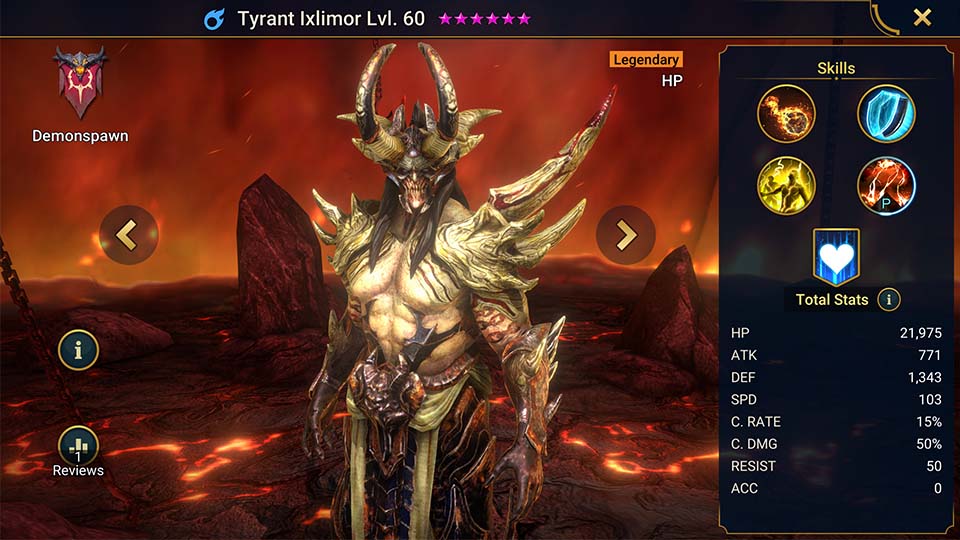 Tyrant Ixlimor Lvl. 60
Demonspawn
Legendary
HP
Skills
P
Total Stats
i
HP 21,975
ATK 771
DEF 1,343
SPD 103
C. RATE 15%
C. DMG 50%
RESIST 50
ACC 0
i
1
Reviews